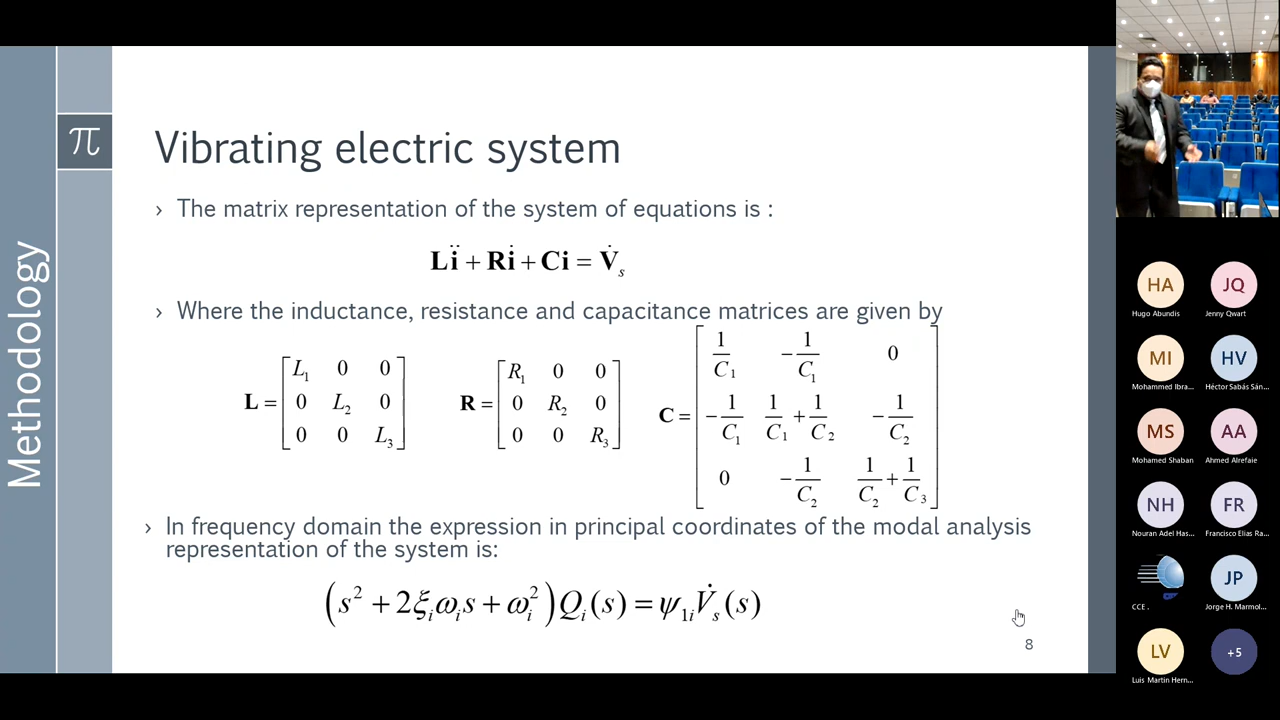 Methodology
π
Vibrating electric system
› The matrix representation of the system of equations is :
Lï + Ri̇ + Ci = V̇ₛ
› Where the inductance, resistance and capacitance matrices are given by
L = [L₁ 0 0; 0 L₂ 0; 0 0 L₃] R = [R₁ 0 0; 0 R₂ 0; 0 0 R₃] C = [1/C₁ −1/C₁ 0; −1/C₁ 1/C₁ + 1/C₂ −1/C₂; 0 −1/C₂ 1/C₂ + 1/C₃]
› In frequency domain the expression in principal coordinates of the modal analysis
representation of the system is:
(s² + 2ξᵢωᵢs + ωᵢ²)Qᵢ(s) = ψ₁ᵢV̇ₛ(s)
8
HA
Hugo Abundis
JQ
Jenny Qwart
MI
Mohammed Ibra...
HV
Héctor Sabás Sán...
MS
Mohamed Shaban
AA
Ahmed Alrefaie
NH
Nouran Adel Has...
FR
Francisco Elias Ra...
CCE .
JP
Jorge H. Marmol...
LV
Luis Martín Hern...
+5